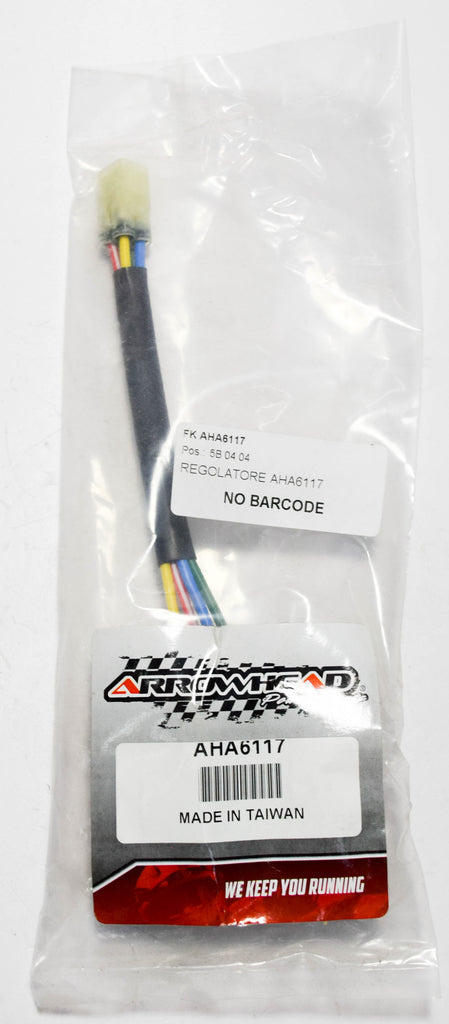 FK AHA6117
Pos.: 5B 04 04
REGOLATORE AHA6117
NO BARCODE
ARROWHEAD
AHA6117
MADE IN TAIWAN
WE KEEP YOU RUNNING